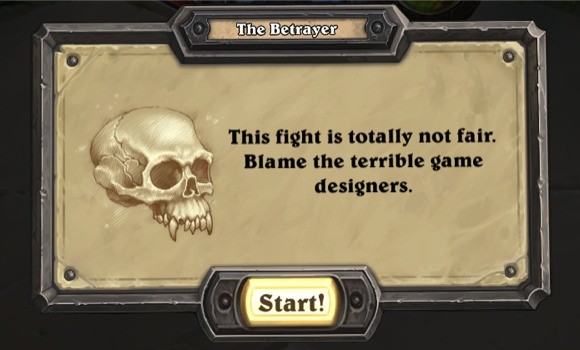 The Betrayer
This fight is totally not fair.
Blame the terrible game
designers.
Start!